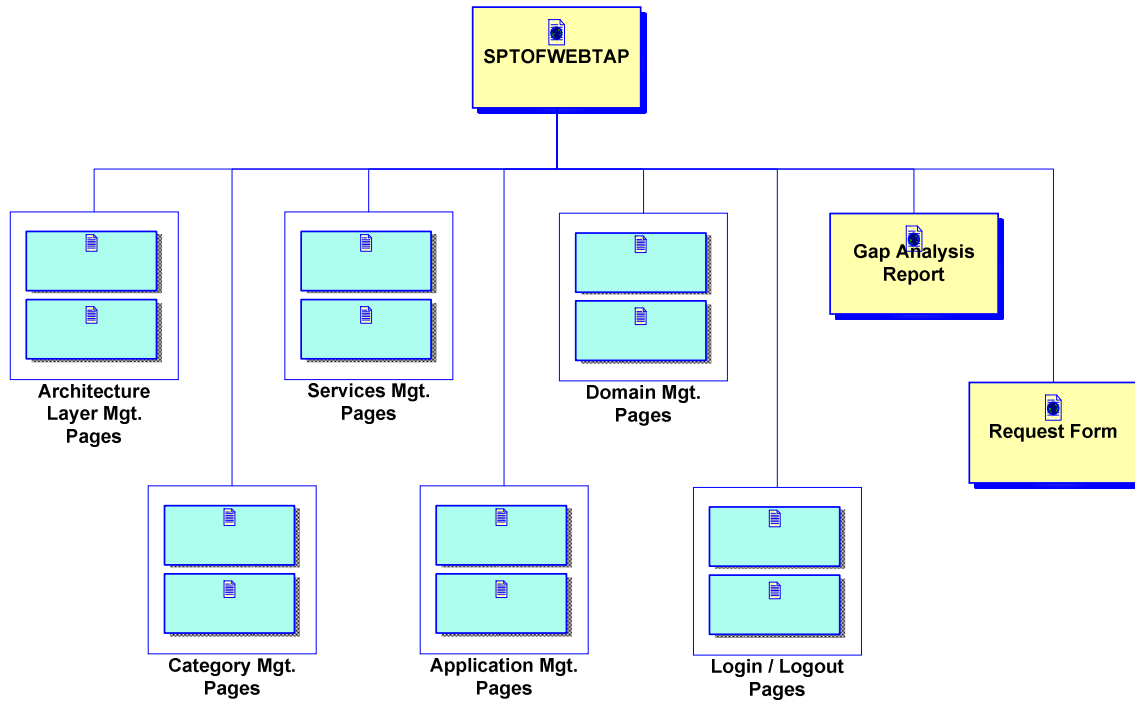 SPTOFWEBTAP
Gap Analysis
Report
Architecture
Layer Mgt.
Pages
Services Mgt.
Pages
Domain Mgt.
Pages
Request Form
Category Mgt.
Pages
Application Mgt.
Pages
Login / Logout
Pages